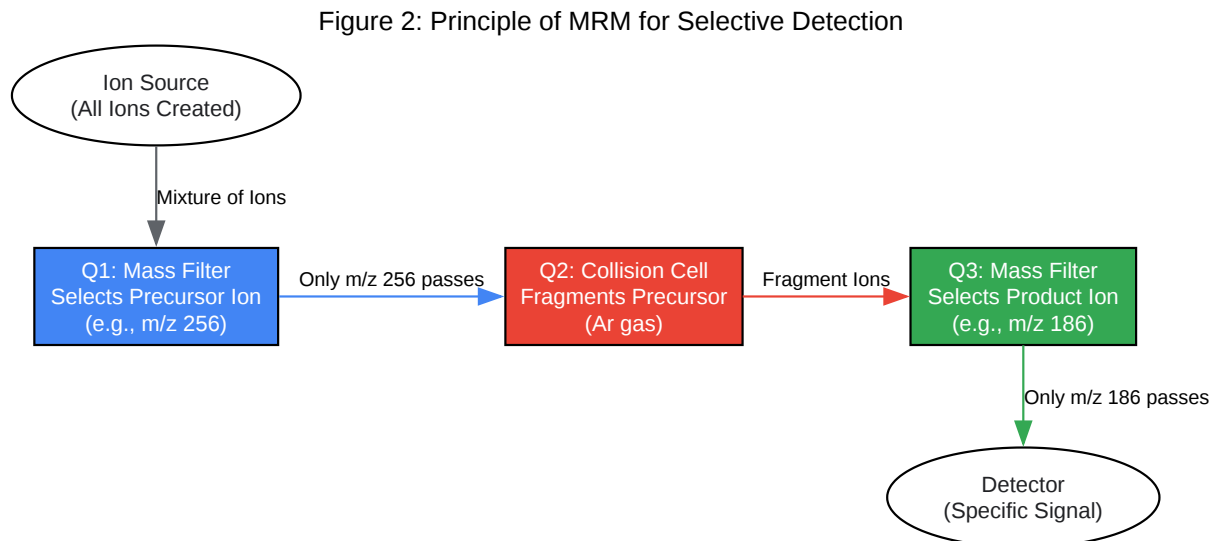 Figure 2: Principle of MRM for Selective Detection
Ion Source
(All Ions Created)
Mixture of Ions
Q1: Mass Filter
Selects Precursor Ion
(e.g., m/z 256)
Only m/z 256 passes
Q2: Collision Cell
Fragments Precursor
(Ar gas)
Fragment Ions
Q3: Mass Filter
Selects Product Ion
(e.g., m/z 186)
Only m/z 186 passes
Detector
(Specific Signal)